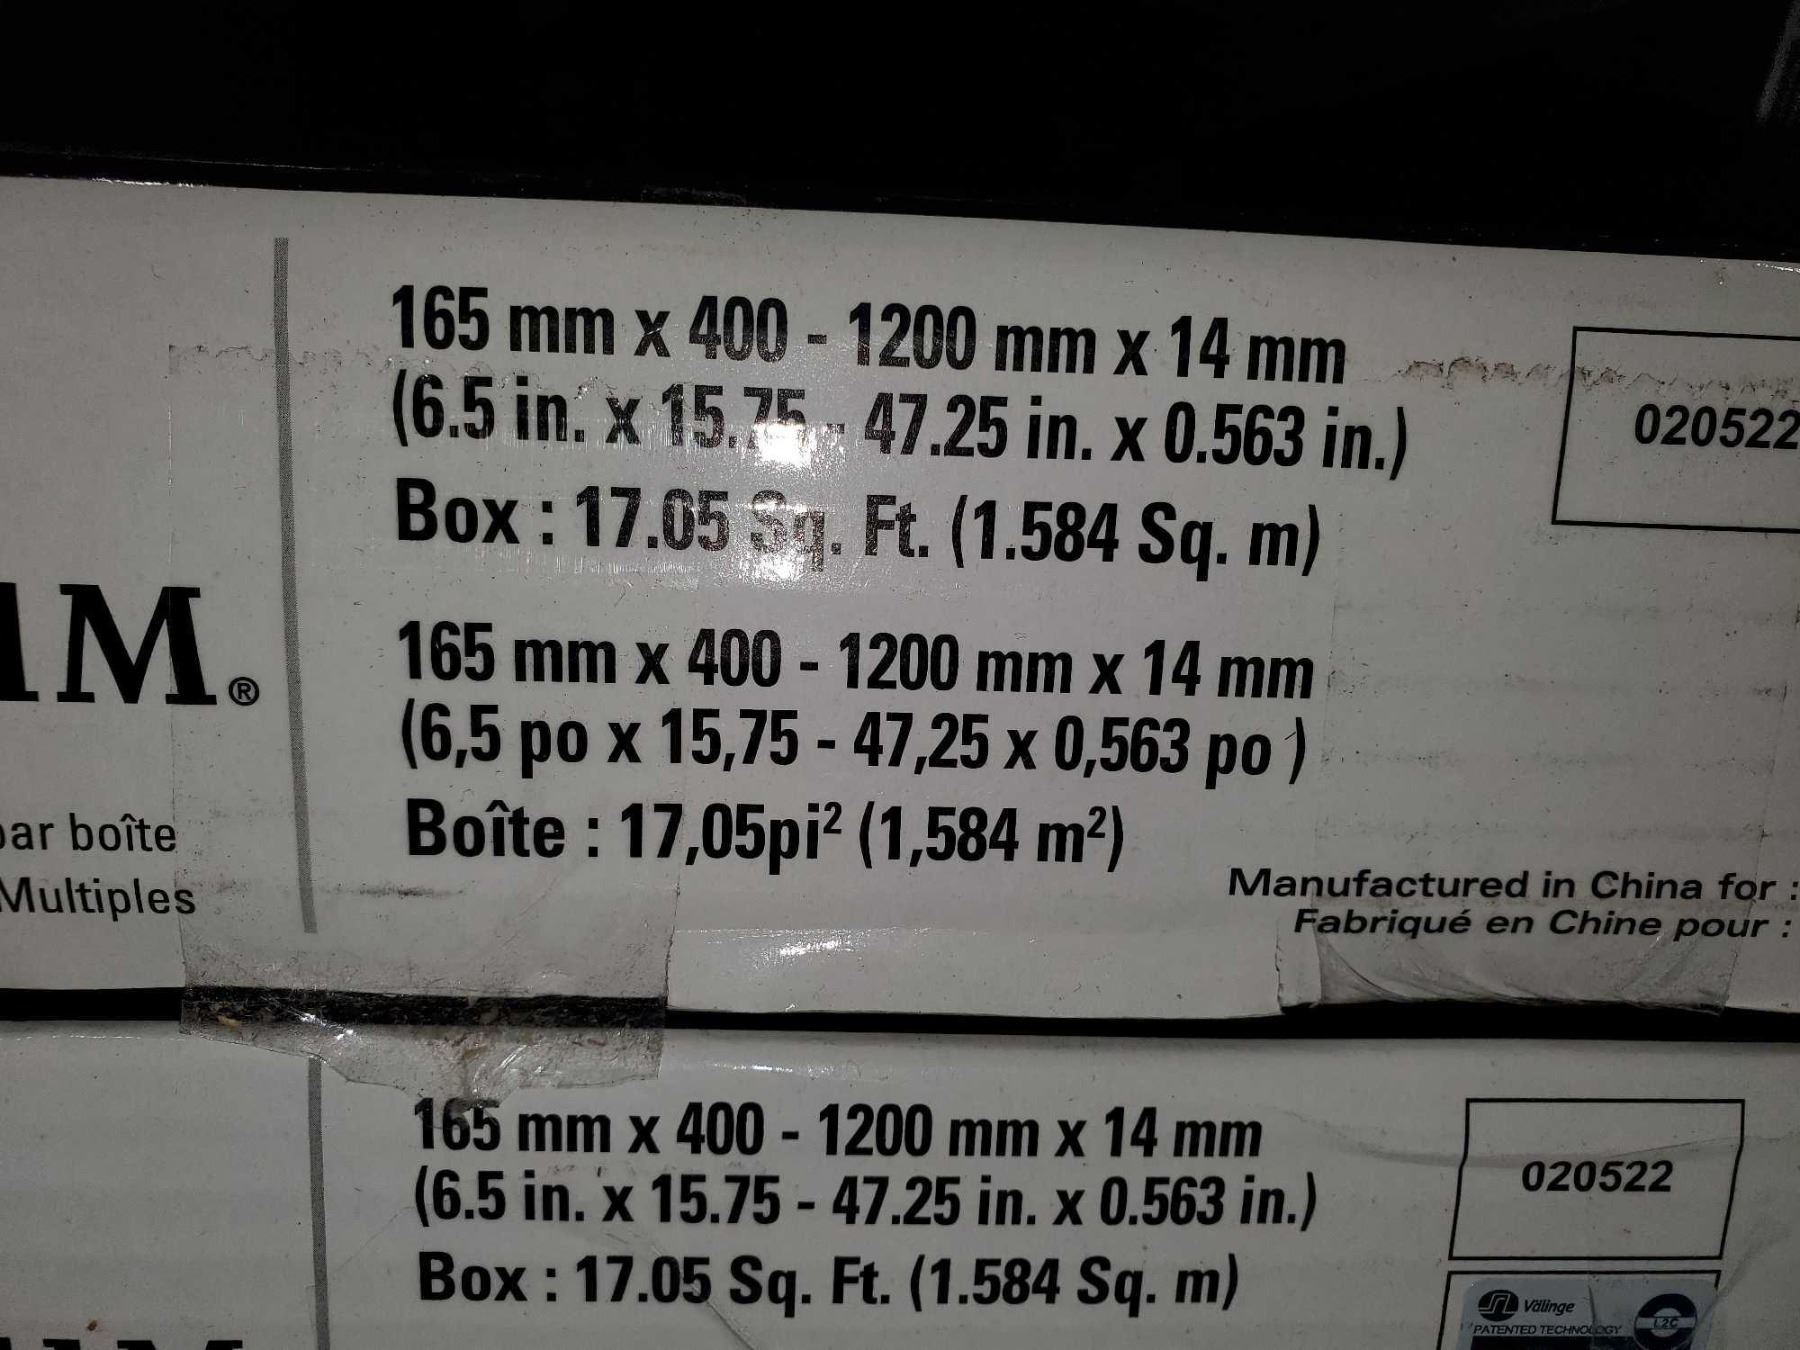 165 mm x 400 - 1200 mm x 14 mm
(6.5 in. x 15.75 - 47.25 in. x 0.563 in.)
Box : 17.05 Sq. Ft. (1.584 Sq. m)
020522
M®
165 mm x 400 - 1200 mm x 14 mm
(6,5 po x 15,75 - 47,25 x 0,563 po )
Boîte : 17,05pi² (1,584 m²)
par boîte
Multiples
Manufactured in China for :
Fabriqué en Chine pour :
165 mm x 400 - 1200 mm x 14 mm
(6.5 in. x 15.75 - 47.25 in. x 0.563 in.)
Box : 17.05 Sq. Ft. (1.584 Sq. m)
020522
Välinge
PATENTED TECHNOLOGY
L2C